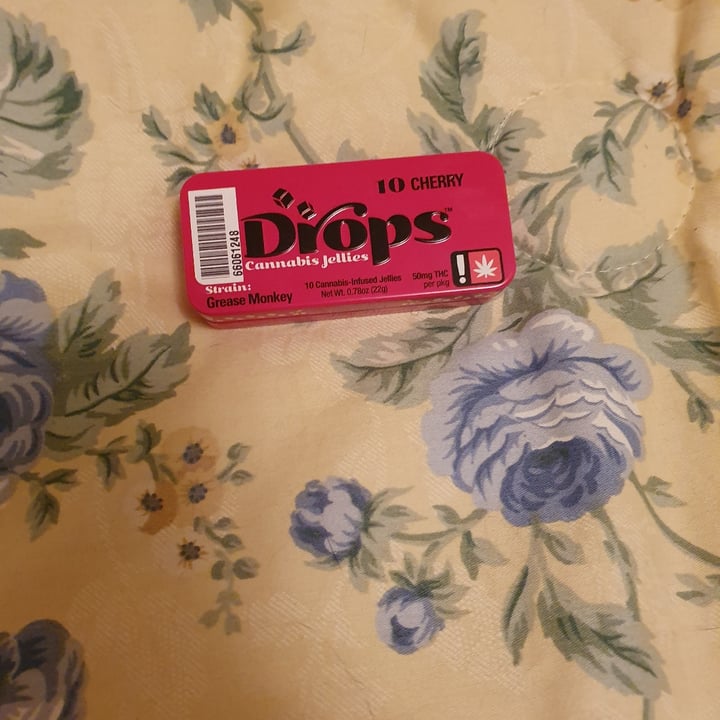 10 CHERRY
Drops™
Cannabis Jellies
66061248
Strain:
Grease Monkey
10 Cannabis-Infused Jellies
Net Wt. 0.78oz (22g)
50mg THC
per pkg
!